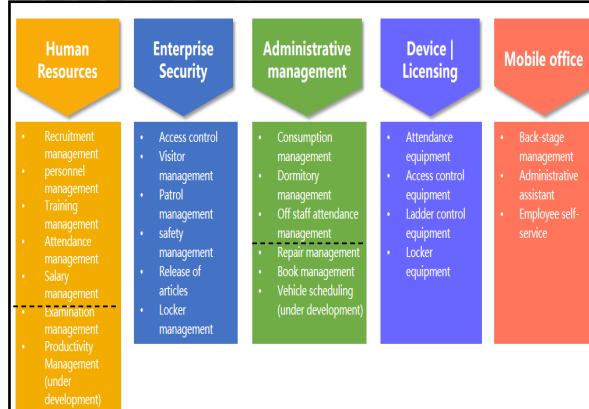 Human
Resources
Enterprise
Security
Administrative
management
Device |
Licensing
Mobile office
• Recruitment
management
• personnel
management
• Training
management
• Attendance
management
• Salary
management
• Examination
management
• Productivity
Management
(under
development)
• Access control
• Visitor
management
• Patrol
management
• safety
management
• Release of
articles
• Locker
management
• Consumption
management
• Dormitory
management
• Off staff attendance
management
• Repair management
• Book management
• Vehicle scheduling
(under development)
• Attendance
equipment
• Access control
equipment
• Ladder control
equipment
• Locker
equipment
• Back-stage
management
• Administrative
assistant
• Employee self-
service